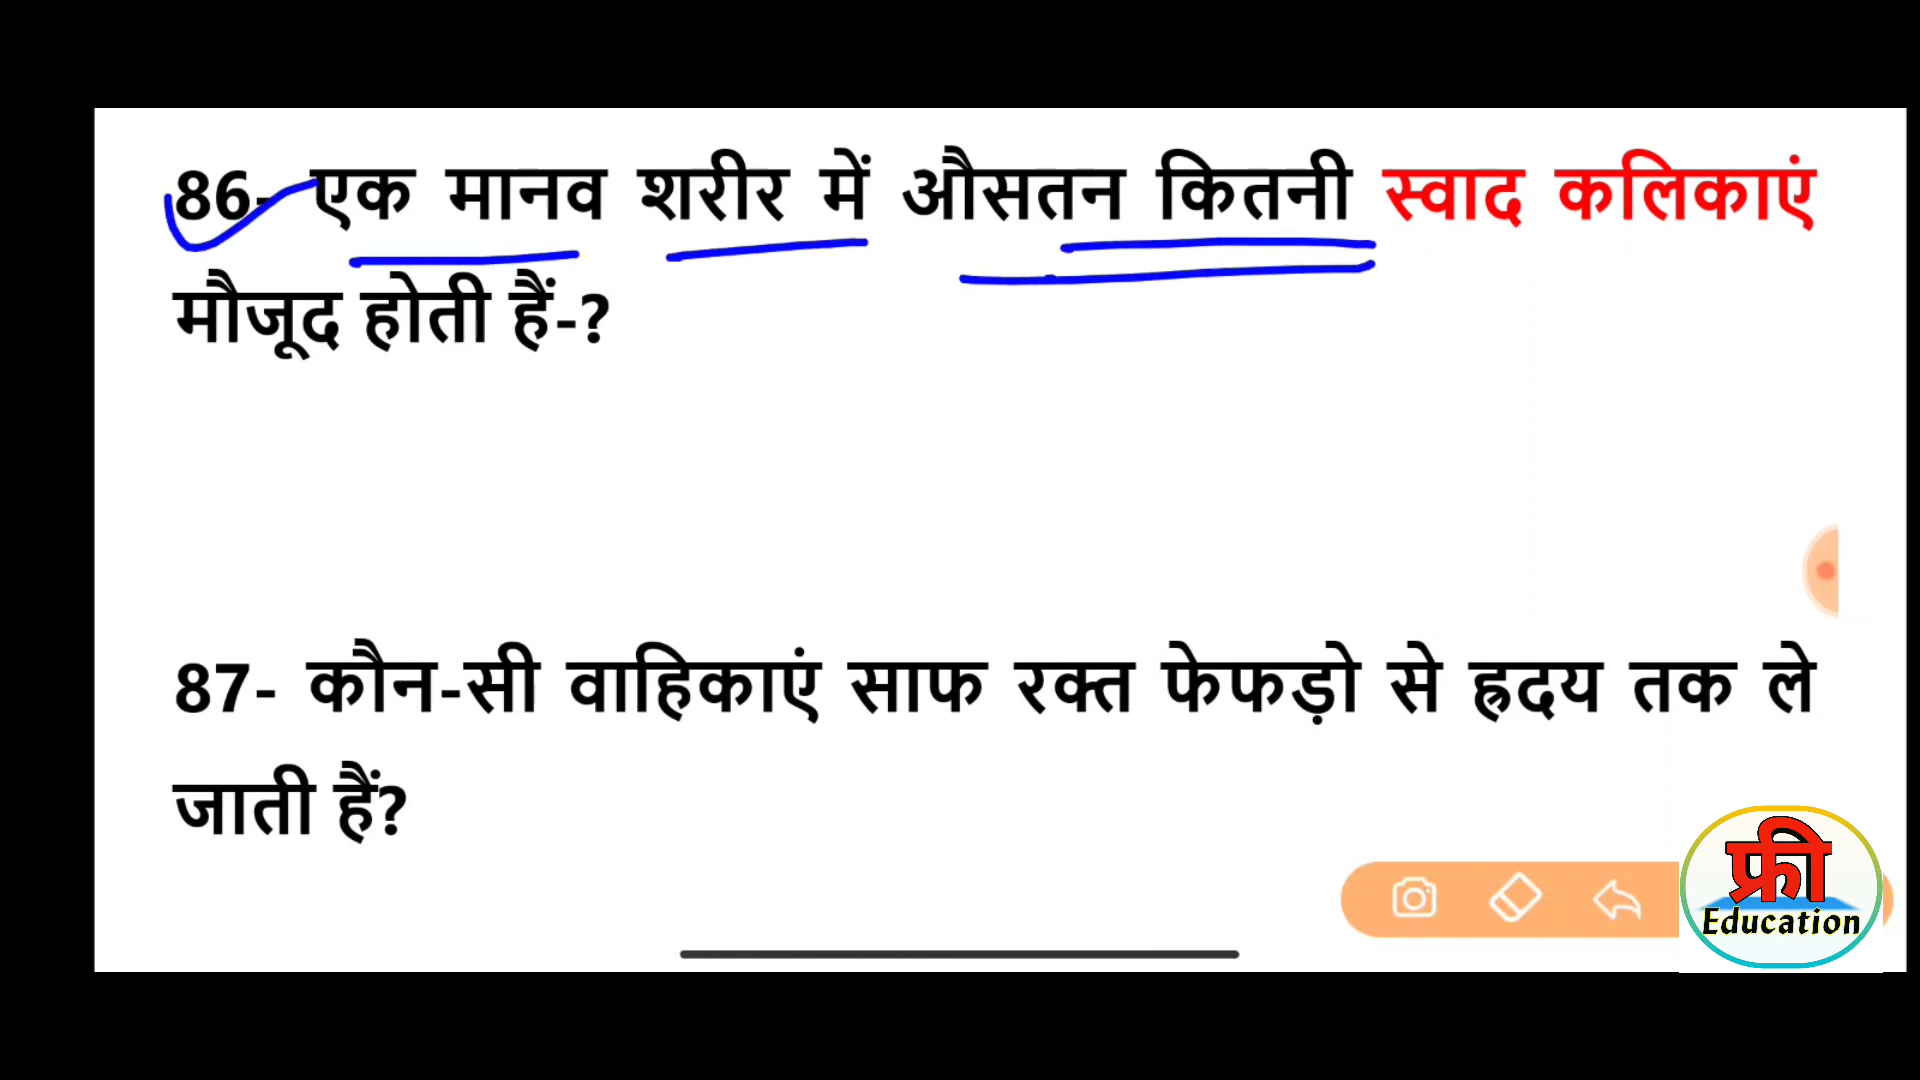 86- एक मानव शरीर में औसतन कितनी स्वाद कलिकाएं
मौजूद होती हैं-?
87- कौन-सी वाहिकाएं साफ रक्त फेफड़ो से ह्रदय तक ले
जाती हैं?
फ्री
Education